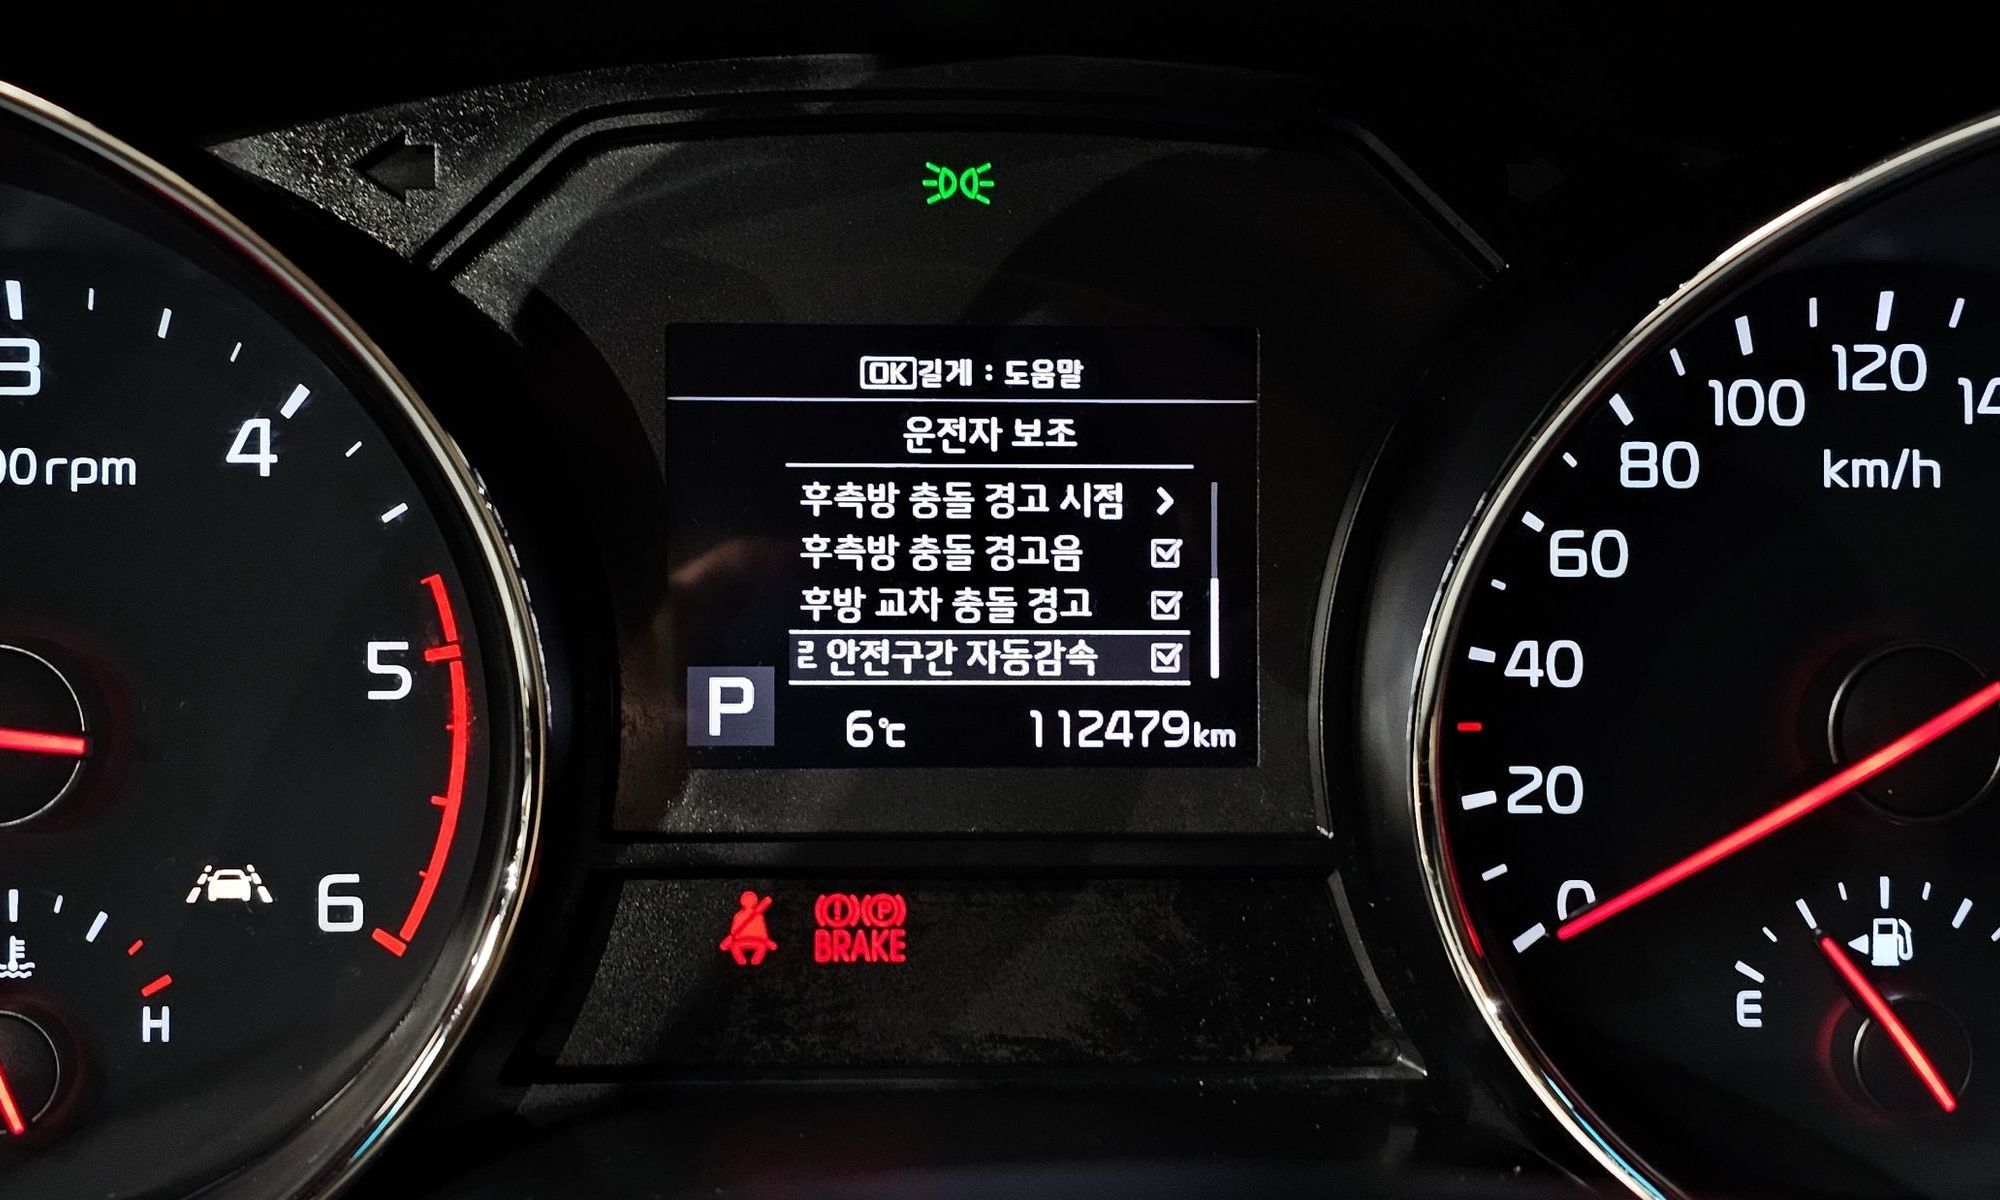 OK길게 : 도움말
운전자 보조
후측방 충돌 경고 시점
후측방 충돌 경고음
후방 교차 충돌 경고
안전구간 자동감속
P
6℃
112479km
3
4
5
6
rpm
H
BRAKE
0
20
40
60
80
100
120
km/h
E